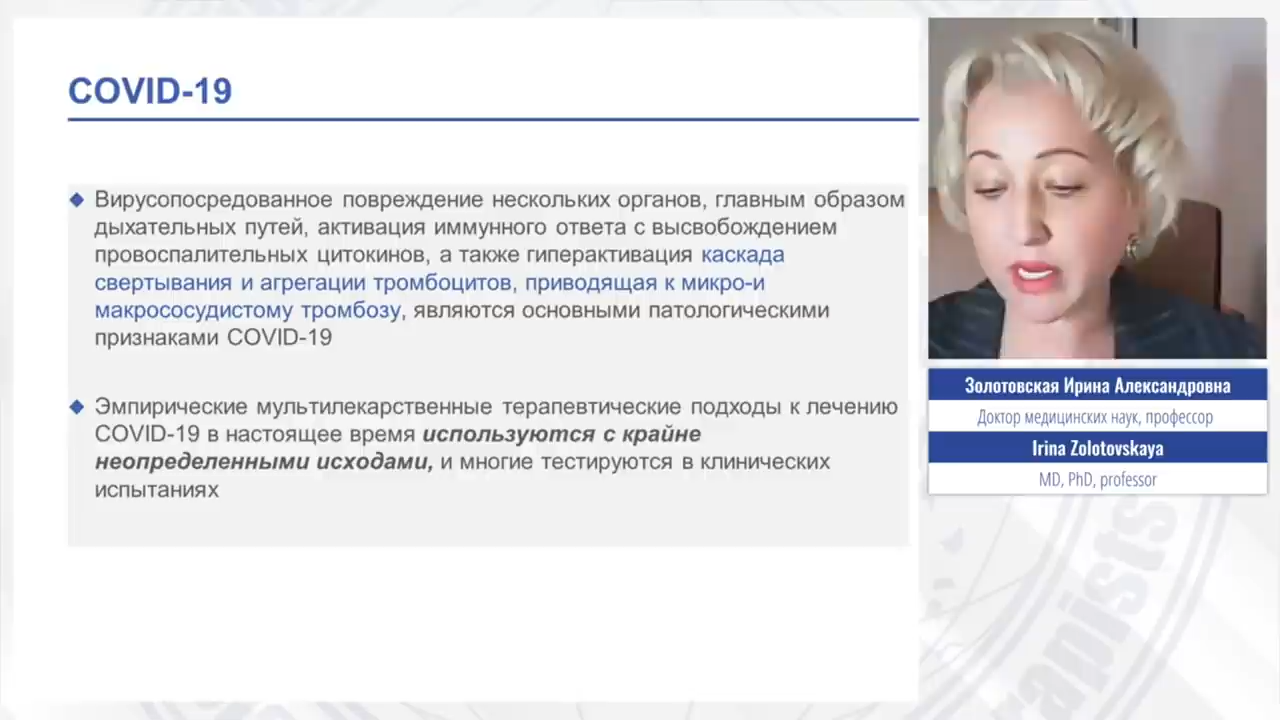 COVID-19
Вирусопосредованное повреждение нескольких органов, главным образом
дыхательных путей, активация иммунного ответа с высвобождением
провоспалительных цитокинов, а также гиперактивация каскада
свертывания и агрегации тромбоцитов, приводящая к микро-и
макрососудистому тромбозу, являются основными патологическими
признаками COVID-19
Эмпирические мультилекарственные терапевтические подходы к лечению
COVID-19 в настоящее время используются с крайне
неопределенными исходами, и многие тестируются в клинических
испытаниях
Золотовская Ирина Александровна
Доктор медицинских наук, профессор
Irina Zolotovskaya
MD, PhD, professor